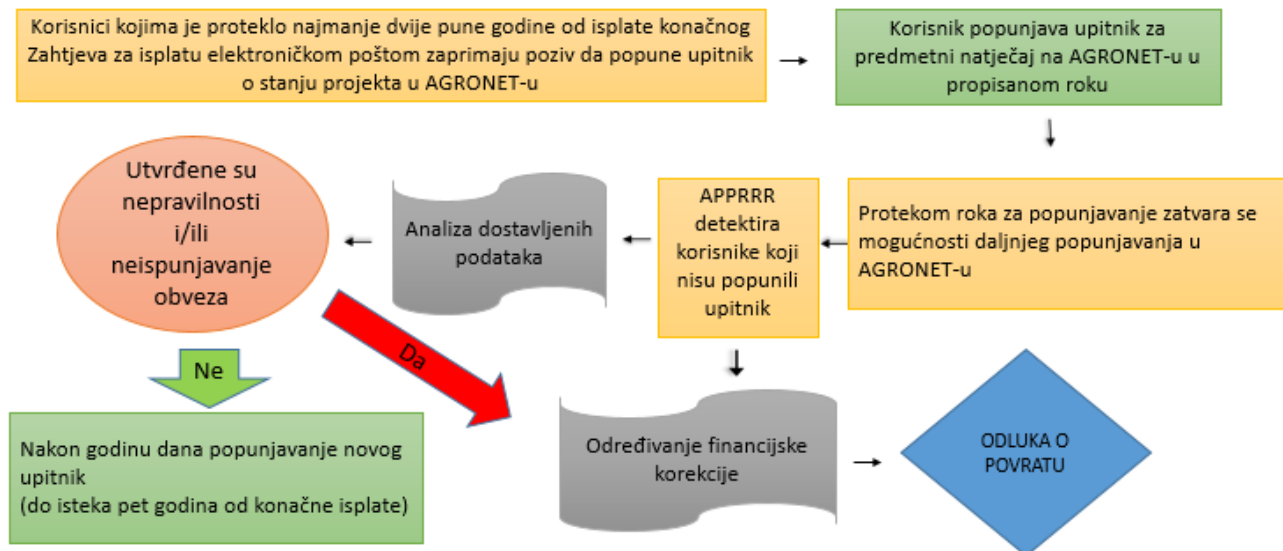 Korisnici kojima je proteklo najmanje dvije pune godine od isplate konačnog
Zahtjeva za isplatu elektroničkom poštom zaprimaju poziv da popune upitnik
o stanju projekta u AGRONET-u
Korisnik popunjava upitnik za
predmetni natječaj na AGRONET-u u
propisanom roku
Protekom roka za popunjavanje zatvara se
mogućnosti daljnjeg popunjavanja u
AGRONET-u
APPRRR
detektira
korisnike koji
nisu popunili
upitnik
Analiza dostavljenih
podataka
Utvrđene su
nepravilnosti
i/ili
neispunjavanje
obveza
Da
Ne
Nakon godinu dana popunjavanje novog
upitnik
(do isteka pet godina od konačne isplate)
Određivanje financijske
korekcije
ODLUKA O
POVRATU